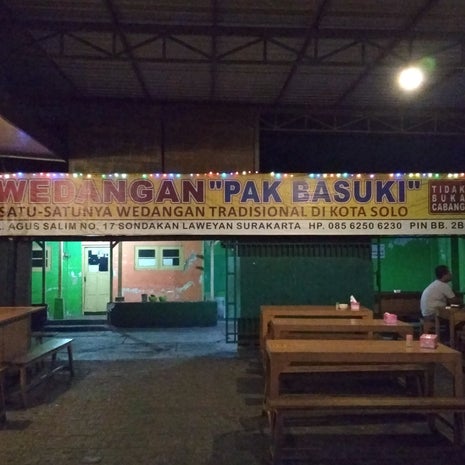 WEDANGAN "PAK BASUKI"
SATU-SATUNYA WEDANGAN TRADISIONAL DI KOTA SOLO
. AGUS SALIM NO. 17 SONDAKAN LAWEYAN SURAKARTA. HP. 085 6250 6230 PIN BB. 2B
TIDAK
BUKA
CABANG